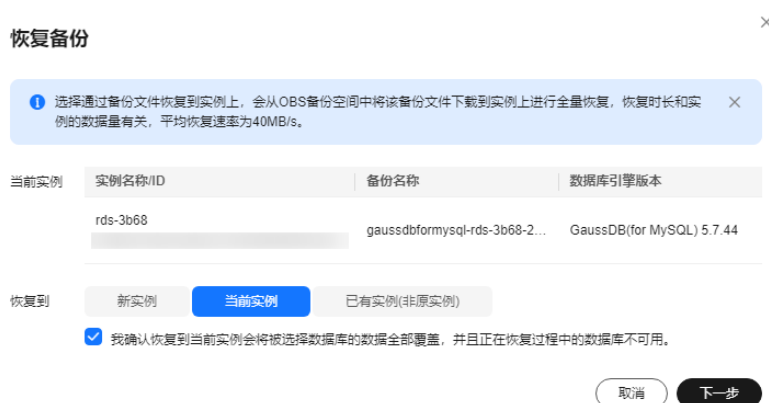 恢复备份
选择通过备份文件恢复到实例上，会从OBS备份空间中将该备份文件下载到实例上进行全量恢复，恢复时长和实
例的数据量有关，平均恢复速率为40MB/s。
当前实例 实例名称/ID 备份名称 数据库引擎版本
rds-3b68
gaussdbformysql-rds-3b68-2... GaussDB(for MySQL) 5.7.44
恢复到 新实例 当前实例 已有实例(非原实例)
我确认恢复到当前实例会将被选择数据库的数据全部覆盖，并且正在恢复过程中的数据库不可用。
取消 下一步